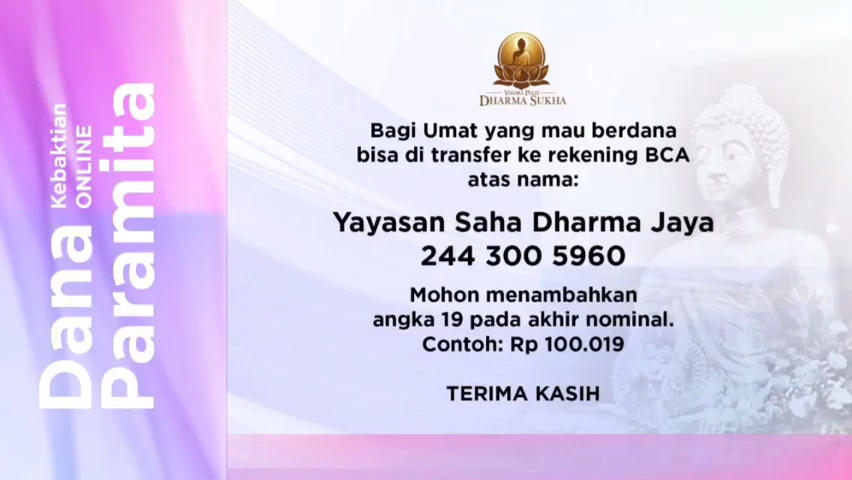 Kebaktian
ONLINE
Dana
Paramita
VIHARA PLUIT
DHARMA SUKHA
Bagi Umat yang mau berdana
bisa di transfer ke rekening BCA
atas nama:
Yayasan Saha Dharma Jaya
244 300 5960
Mohon menambahkan
angka 19 pada akhir nominal.
Contoh: Rp 100.019
TERIMA KASIH